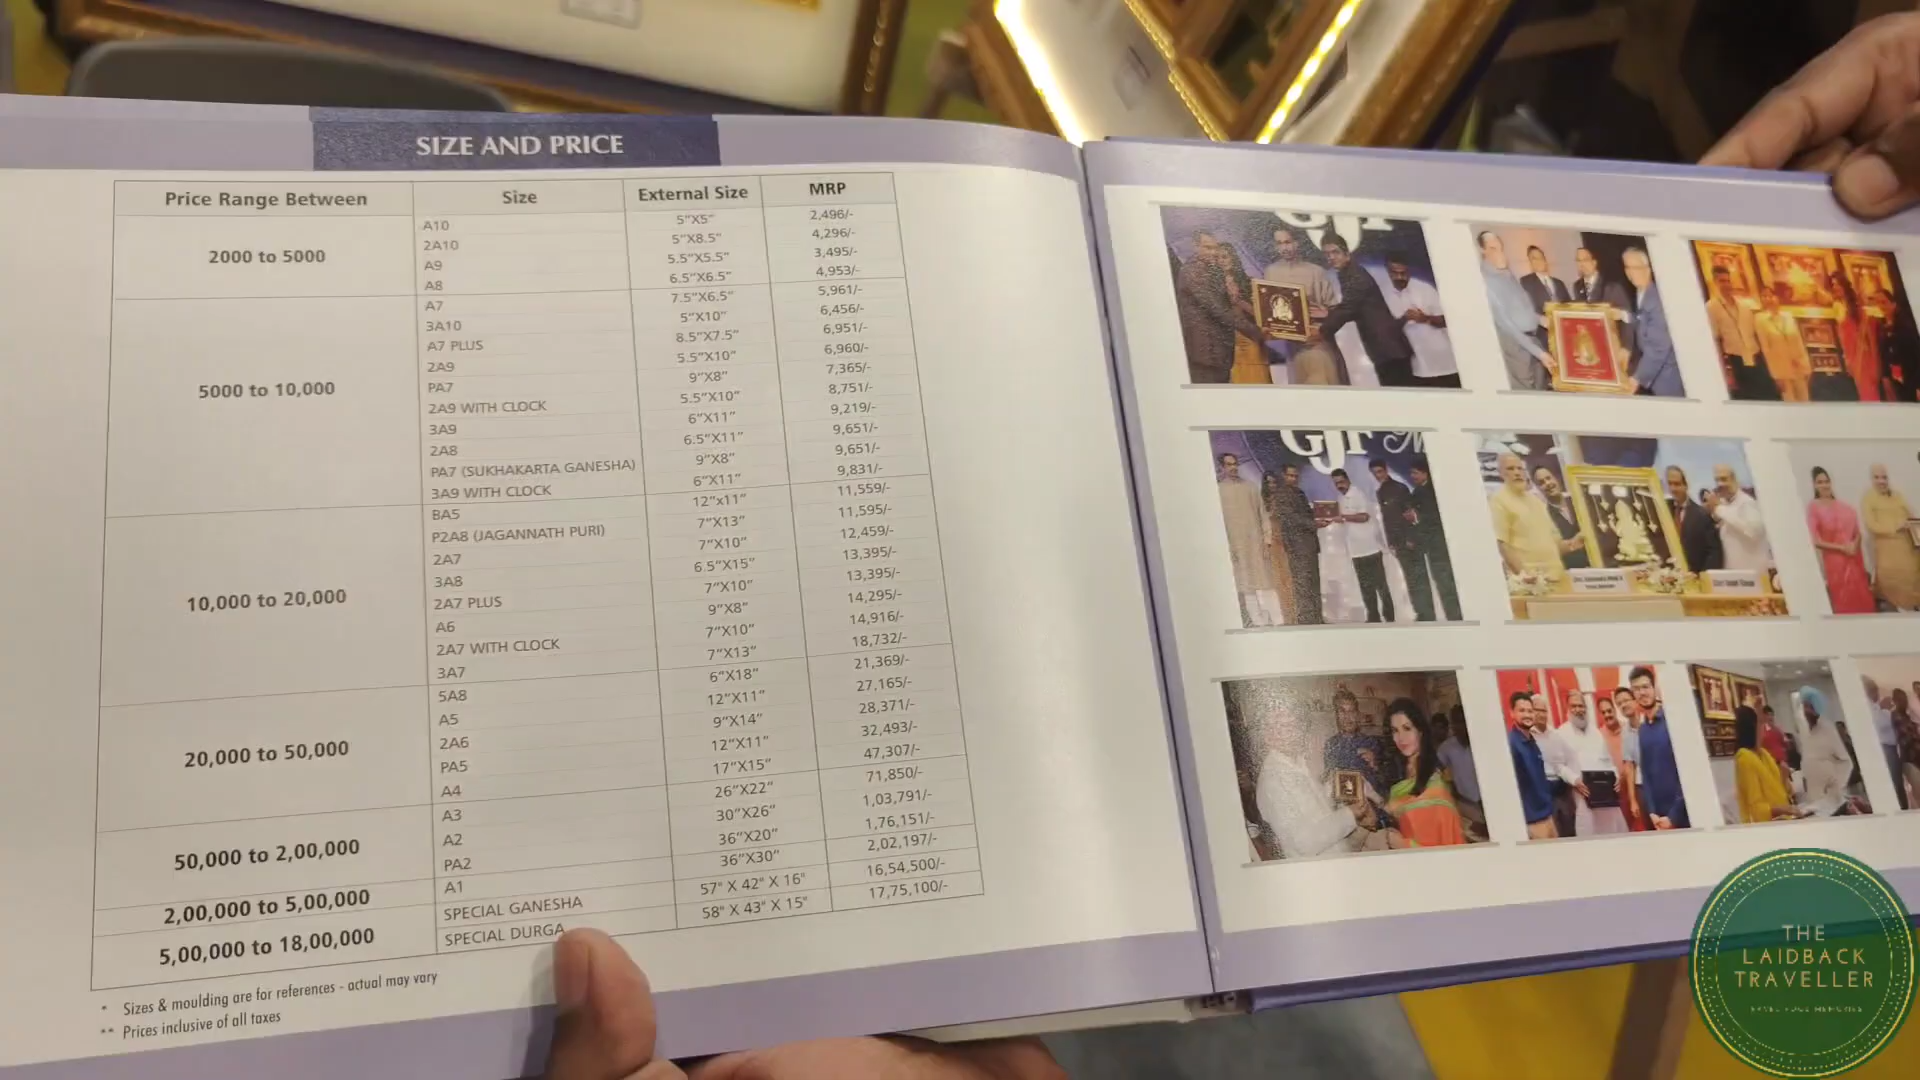 SIZE AND PRICE
Price Range Between Size External Size MRP
2000 to 5000
A10 5"X5" 2,496/-
2A10 5"X8.5" 4,296/-
A9 5.5"X5.5" 3,495/-
A8 6.5"X6.5" 4,953/-
5000 to 10,000
A7 7.5"X6.5" 5,961/-
3A10 5"X10" 6,456/-
A7 PLUS 8.5"X7.5" 6,951/-
2A9 5.5"X10" 6,960/-
PA7 9"X8" 7,365/-
2A9 WITH CLOCK 5.5"X10" 8,751/-
3A9 6"X11" 9,219/-
2A8 6.5"X11" 9,651/-
PA7 (SUKHAKARTA GANESHA) 9"X8" 9,651/-
3A9 WITH CLOCK 6"X11" 9,831/-
10,000 to 20,000
BA5 12"x11" 11,559/-
P2A8 (JAGANNATH PURI) 7"X13" 11,595/-
2A7 7"X10" 12,459/-
3A8 6.5"X15" 13,395/-
2A7 PLUS 7"X10" 13,395/-
A6 9"X8" 14,295/-
2A7 WITH CLOCK 7"X10" 14,916/-
3A7 7"X13" 18,732/-
20,000 to 50,000
5A8 6"X18" 21,369/-
A5 12"X11" 27,165/-
2A6 9"X14" 28,371/-
PA5 12"X11" 32,493/-
A4 17"X15" 47,307/-
50,000 to 2,00,000
A3 26"X22" 71,850/-
A2 30"X26" 1,03,791/-
PA2 36"X20" 1,76,151/-
2,00,000 to 5,00,000
A1 36"X30" 2,02,197/-
5,00,000 to 18,00,000
SPECIAL GANESHA 57" X 42" X 16" 16,54,500/-
SPECIAL DURGA 58" X 43" X 15" 17,75,100/-
* Sizes & moulding are for references - actual may vary
** Prices inclusive of all taxes
GJF
GJF
THE
LAIDBACK
TRAVELLER